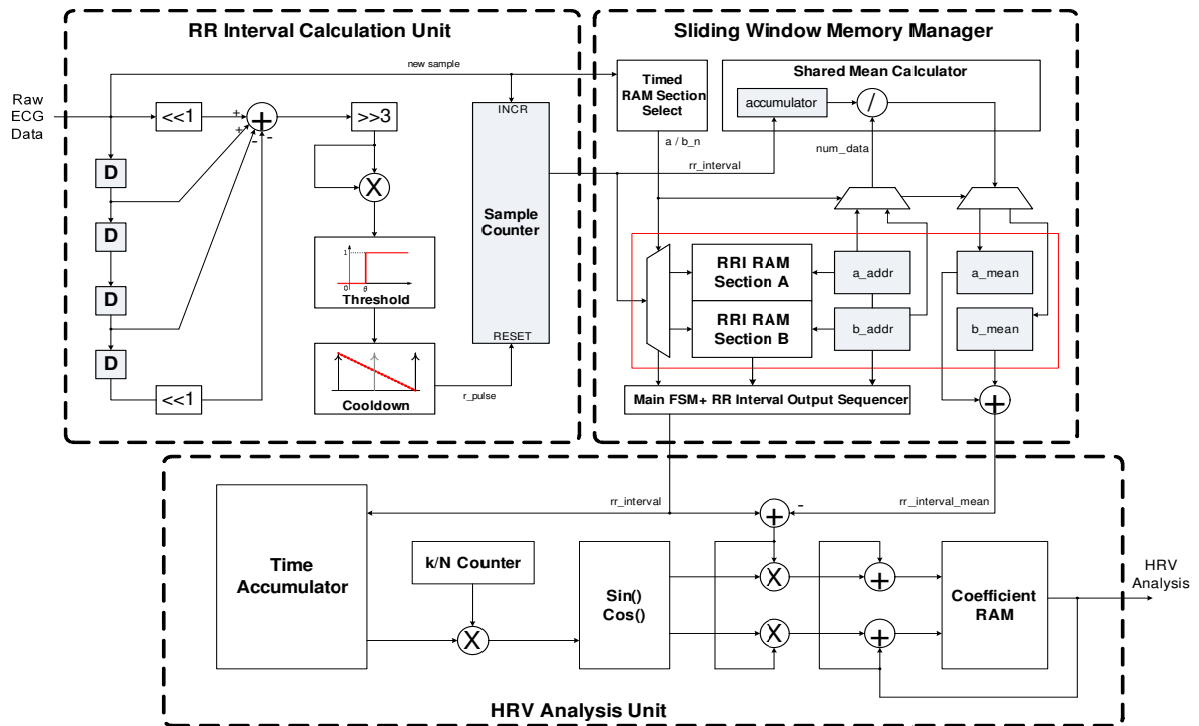 RR Interval Calculation Unit
Sliding Window Memory Manager
Raw
ECG
Data
new sample
<<1
+
+
-
-
+
>>3
X
D
D
D
D
<<1
1
0
θ
Threshold
Cooldown
r_pulse
INCR
Sample
Counter
RESET
Timed
RAM Section
Select
a / b_n
rr_interval
Shared Mean Calculator
accumulator
/
num_data
RRI RAM
Section A
RRI RAM
Section B
a_addr
b_addr
a_mean
b_mean
Main FSM+ RR Interval Output Sequencer
+
rr_interval
rr_interval_mean
+
-
Time
Accumulator
k/N Counter
X
Sin()
Cos()
X
X
+
+
Coefficient
RAM
HRV
Analysis
HRV Analysis Unit